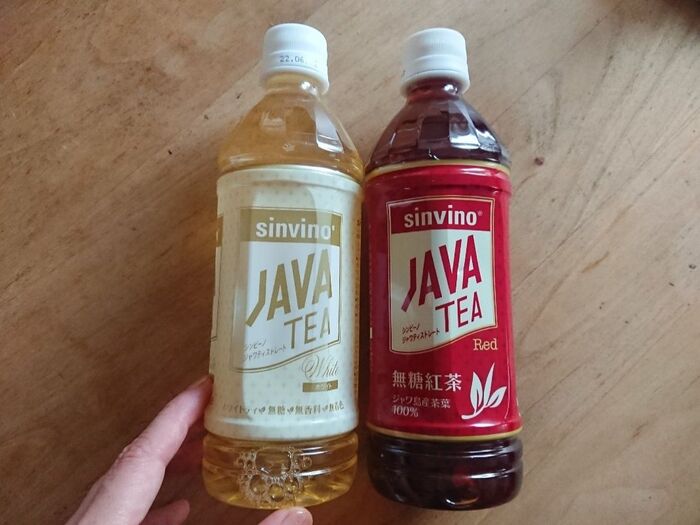 22.06.
sinvino
JAVA
TEA
シンビーノ
ジャワティストレート
White
ホワイト
無糖 無香料
sinvino®
JAVA
TEA
シンビーノ
ジャワティストレート
Red
無糖紅茶
ジャワ島産茶葉
100%